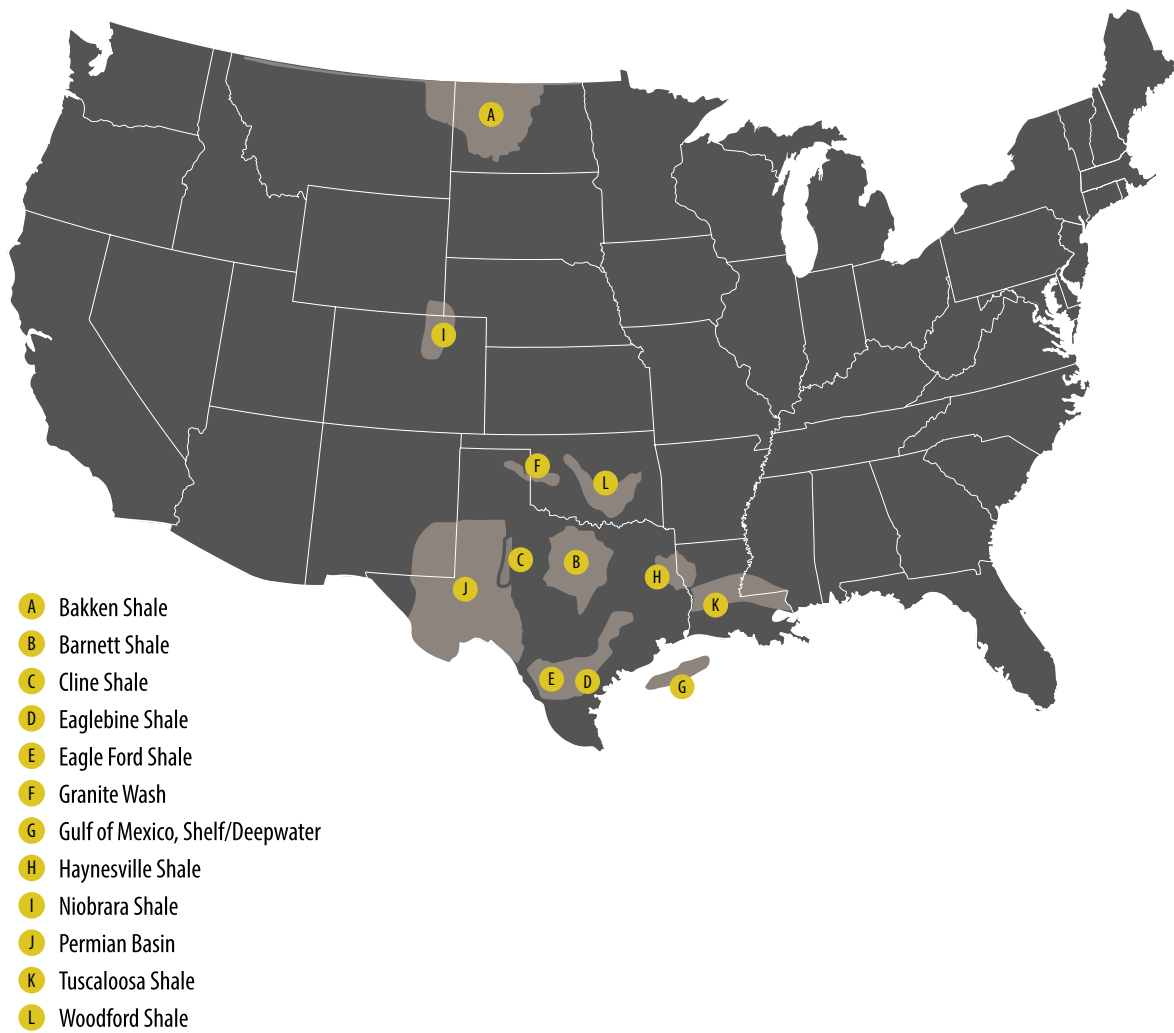 A
I
F
L
C
B
J
H
K
E
D
G
A Bakken Shale
B Barnett Shale
C Cline Shale
D Eaglebine Shale
E Eagle Ford Shale
F Granite Wash
G Gulf of Mexico, Shelf/Deepwater
H Haynesville Shale
I Niobrara Shale
J Permian Basin
K Tuscaloosa Shale
L Woodford Shale